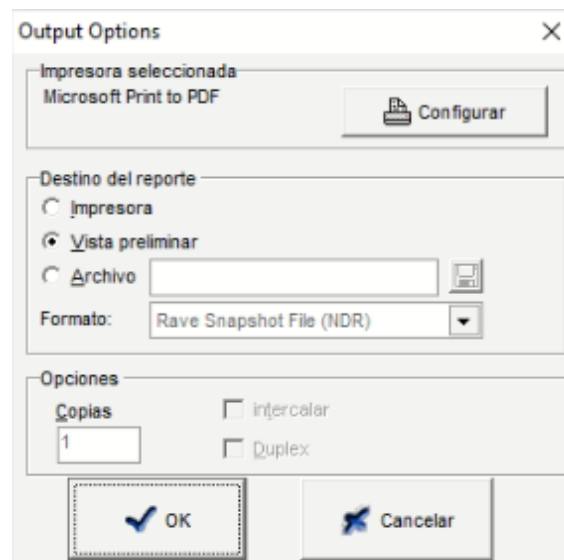 Output Options
Impresora seleccionada
Microsoft Print to PDF
Configurar
Destino del reporte
Impresora
Vista preliminar
Archivo
Formato: Rave Snapshot File (NDR)
Opciones
Copias
intercalar
1
Duplex
OK
Cancelar